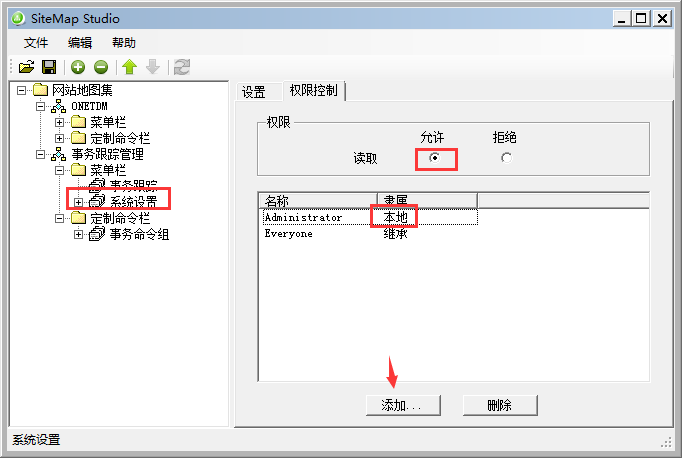 SiteMap Studio
文件 编辑 帮助
网站地图集
ONETDM
菜单栏
定制命令栏
事务跟踪管理
菜单栏
事务跟踪
系统设置
定制命令栏
事务命令组
设置 权限控制
权限
允许 拒绝
读取
名称 隶属
Administrator 本地
Everyone 继承
添加... 删除
系统设置